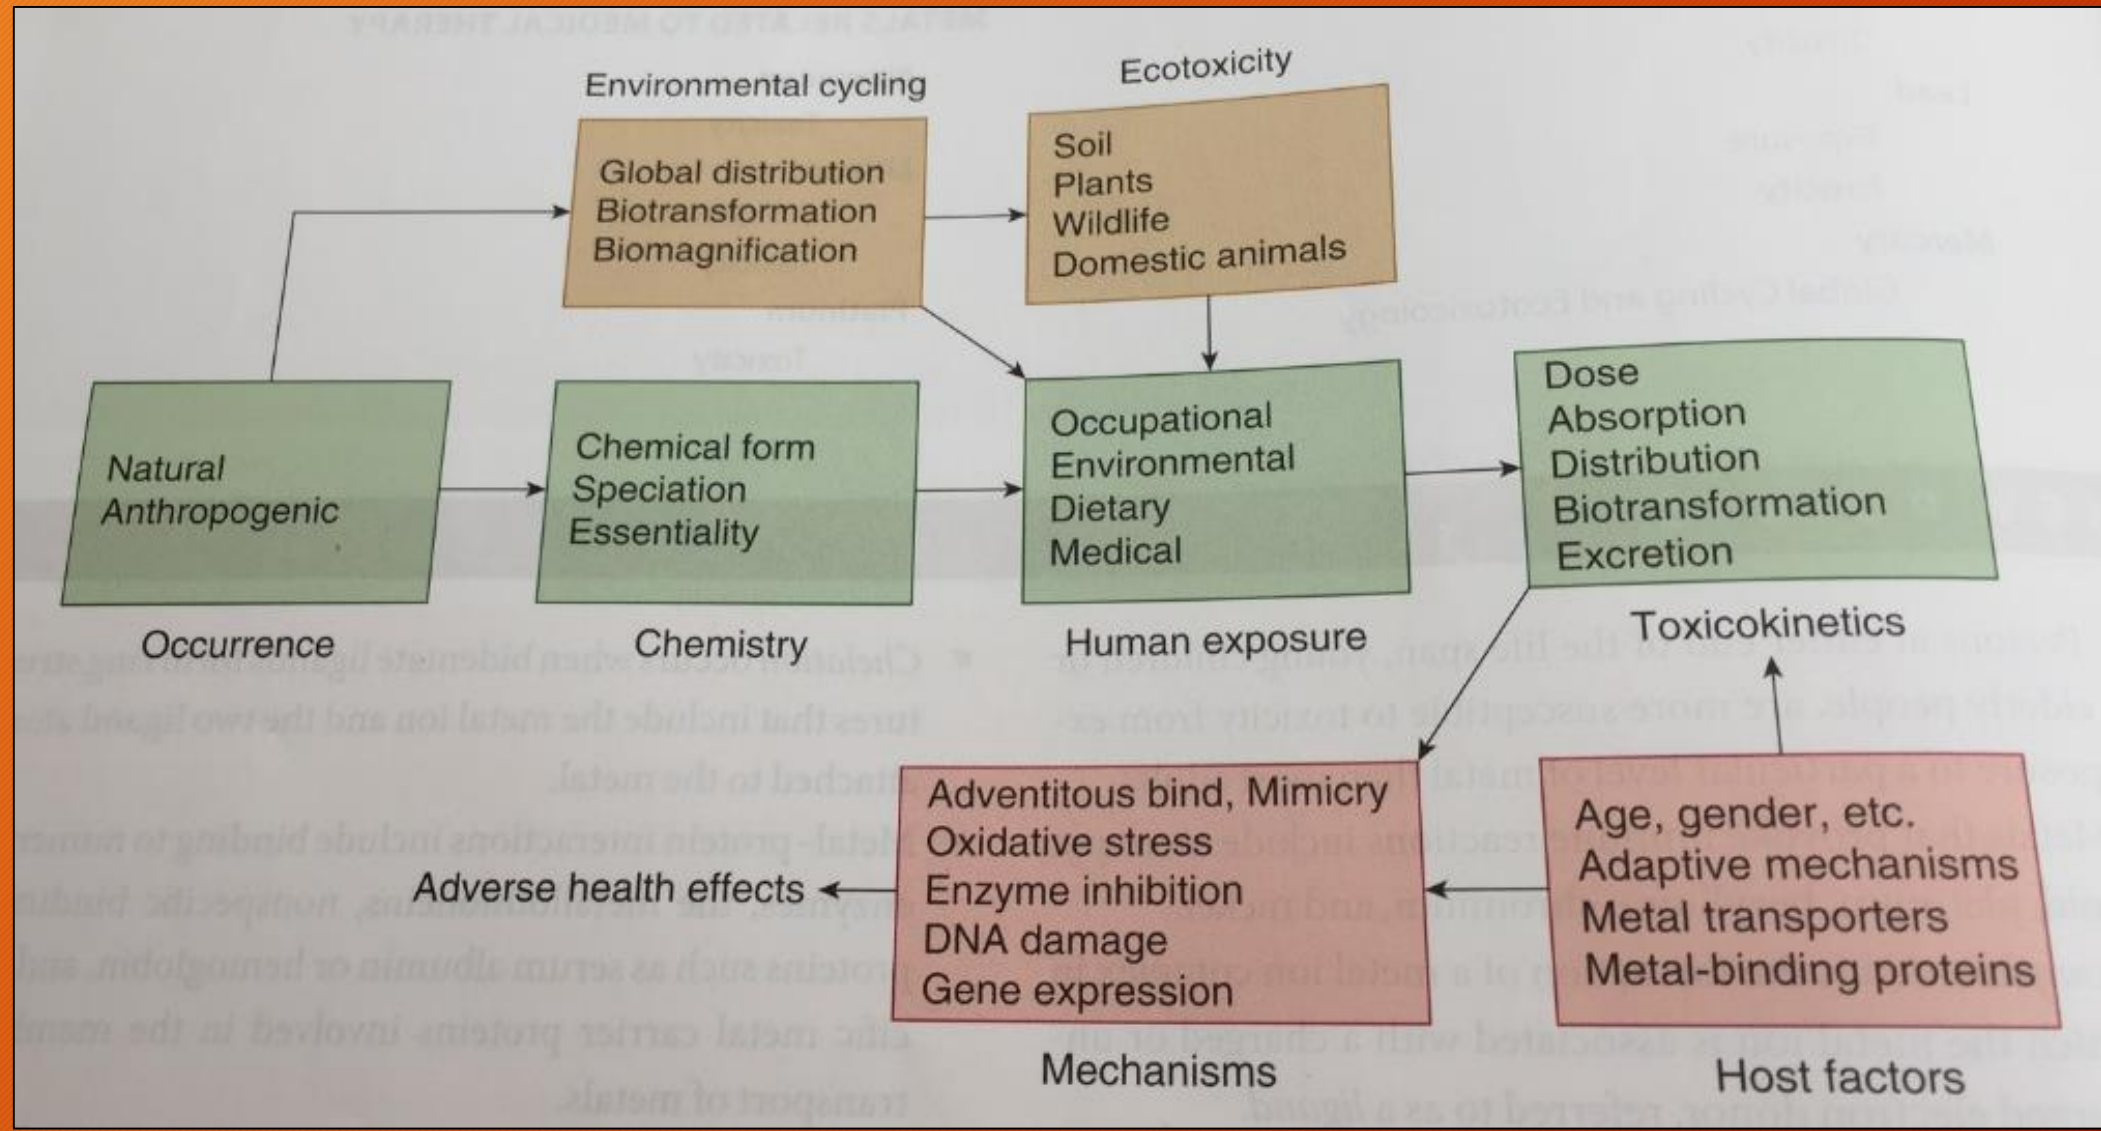 Environmental cycling
Global distribution
Biotransformation
Biomagnification
Ecotoxicity
Soil
Plants
Wildlife
Domestic animals
Natural
Anthropogenic
Occurrence
Chemical form
Speciation
Essentiality
Chemistry
Occupational
Environmental
Dietary
Medical
Human exposure
Dose
Absorption
Distribution
Biotransformation
Excretion
Toxicokinetics
Adverse health effects
Adventitous bind, Mimicry
Oxidative stress
Enzyme inhibition
DNA damage
Gene expression
Mechanisms
Age, gender, etc.
Adaptive mechanisms
Metal transporters
Metal-binding proteins
Host factors